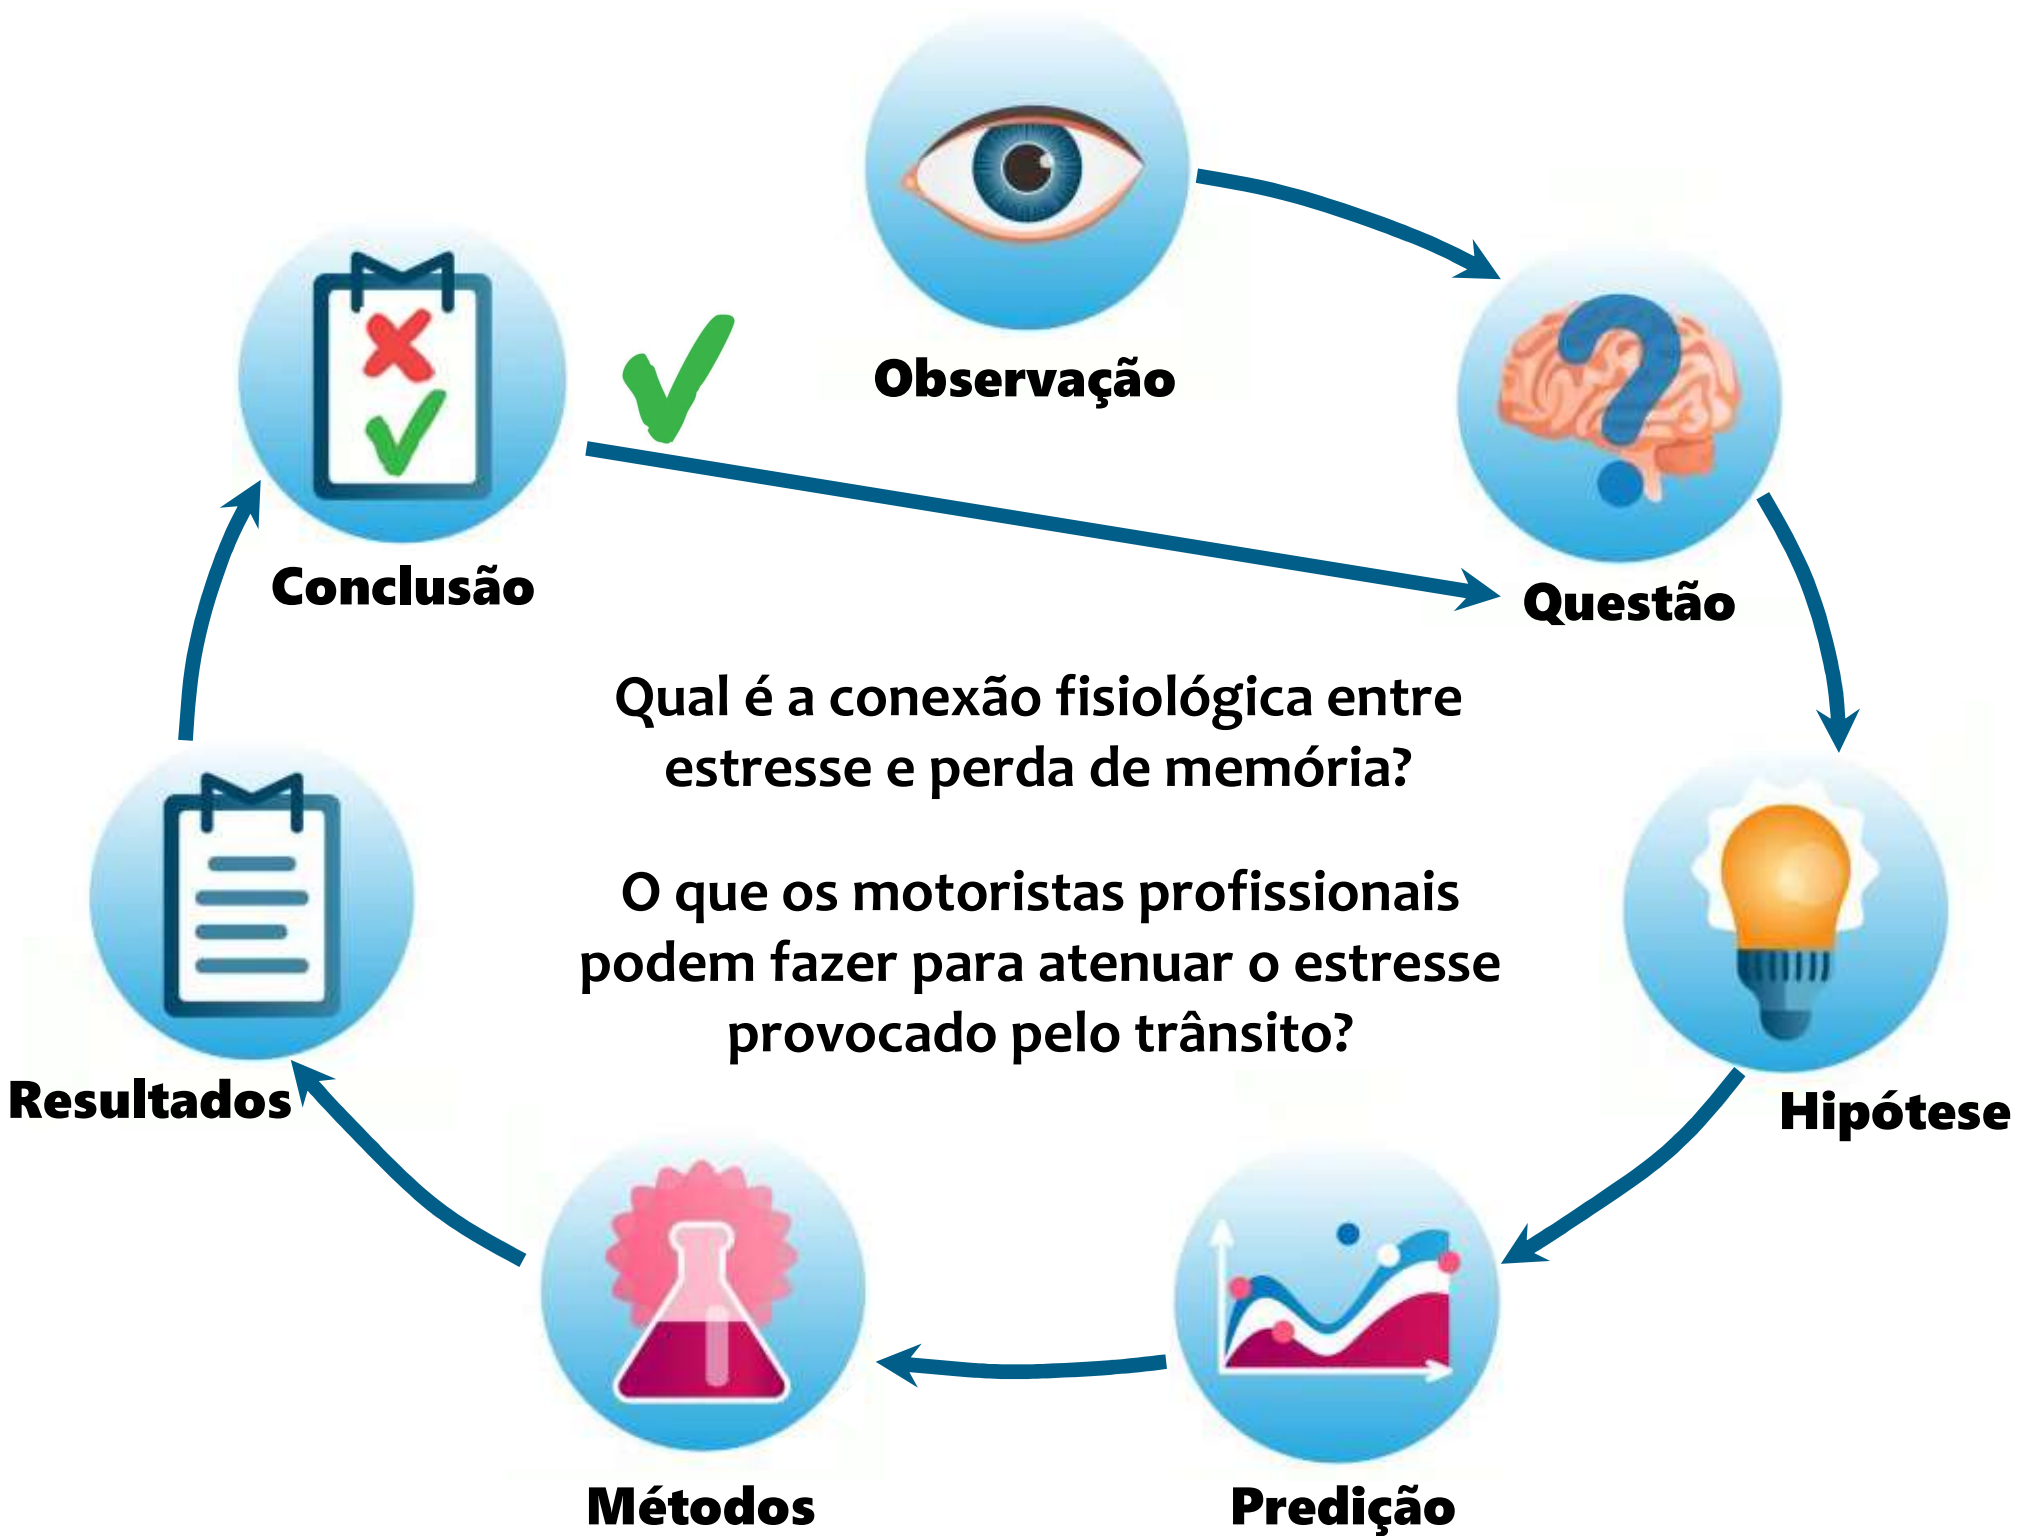 Observação
Questão
Hipótese
Predição
Métodos
Resultados
Conclusão
Qual é a conexão fisiológica entre
estresse e perda de memória?
O que os motoristas profissionais
podem fazer para atenuar o estresse
provocado pelo trânsito?